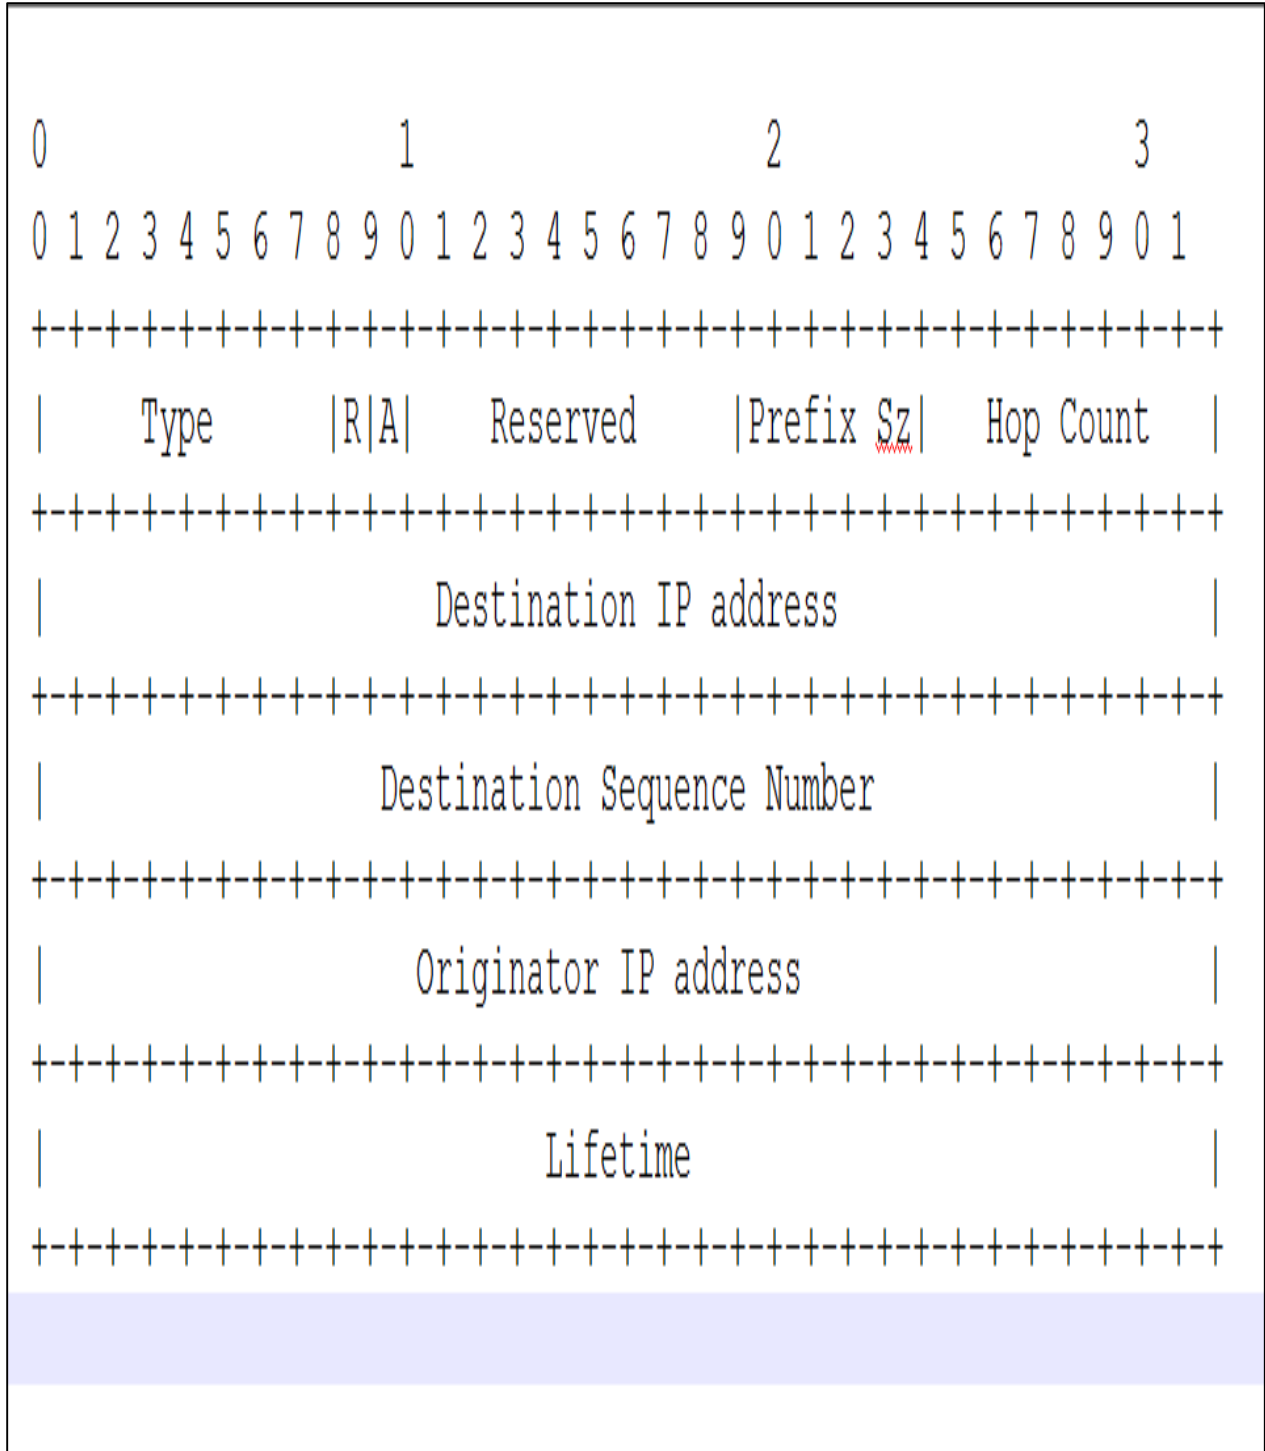 0                   1                   2                   3
0 1 2 3 4 5 6 7 8 9 0 1 2 3 4 5 6 7 8 9 0 1 2 3 4 5 6 7 8 9 0 1
+-+-+-+-+-+-+-+-+-+-+-+-+-+-+-+-+-+-+-+-+-+-+-+-+-+-+-+-+-+-+-+-+
|     Type      |R|A|    Reserved     |Prefix Sz|   Hop Count   |
+-+-+-+-+-+-+-+-+-+-+-+-+-+-+-+-+-+-+-+-+-+-+-+-+-+-+-+-+-+-+-+-+
|                     Destination IP address                    |
+-+-+-+-+-+-+-+-+-+-+-+-+-+-+-+-+-+-+-+-+-+-+-+-+-+-+-+-+-+-+-+-+
|                  Destination Sequence Number                  |
+-+-+-+-+-+-+-+-+-+-+-+-+-+-+-+-+-+-+-+-+-+-+-+-+-+-+-+-+-+-+-+-+
|                    Originator IP address                      |
+-+-+-+-+-+-+-+-+-+-+-+-+-+-+-+-+-+-+-+-+-+-+-+-+-+-+-+-+-+-+-+-+
|                           Lifetime                            |
+-+-+-+-+-+-+-+-+-+-+-+-+-+-+-+-+-+-+-+-+-+-+-+-+-+-+-+-+-+-+-+-+